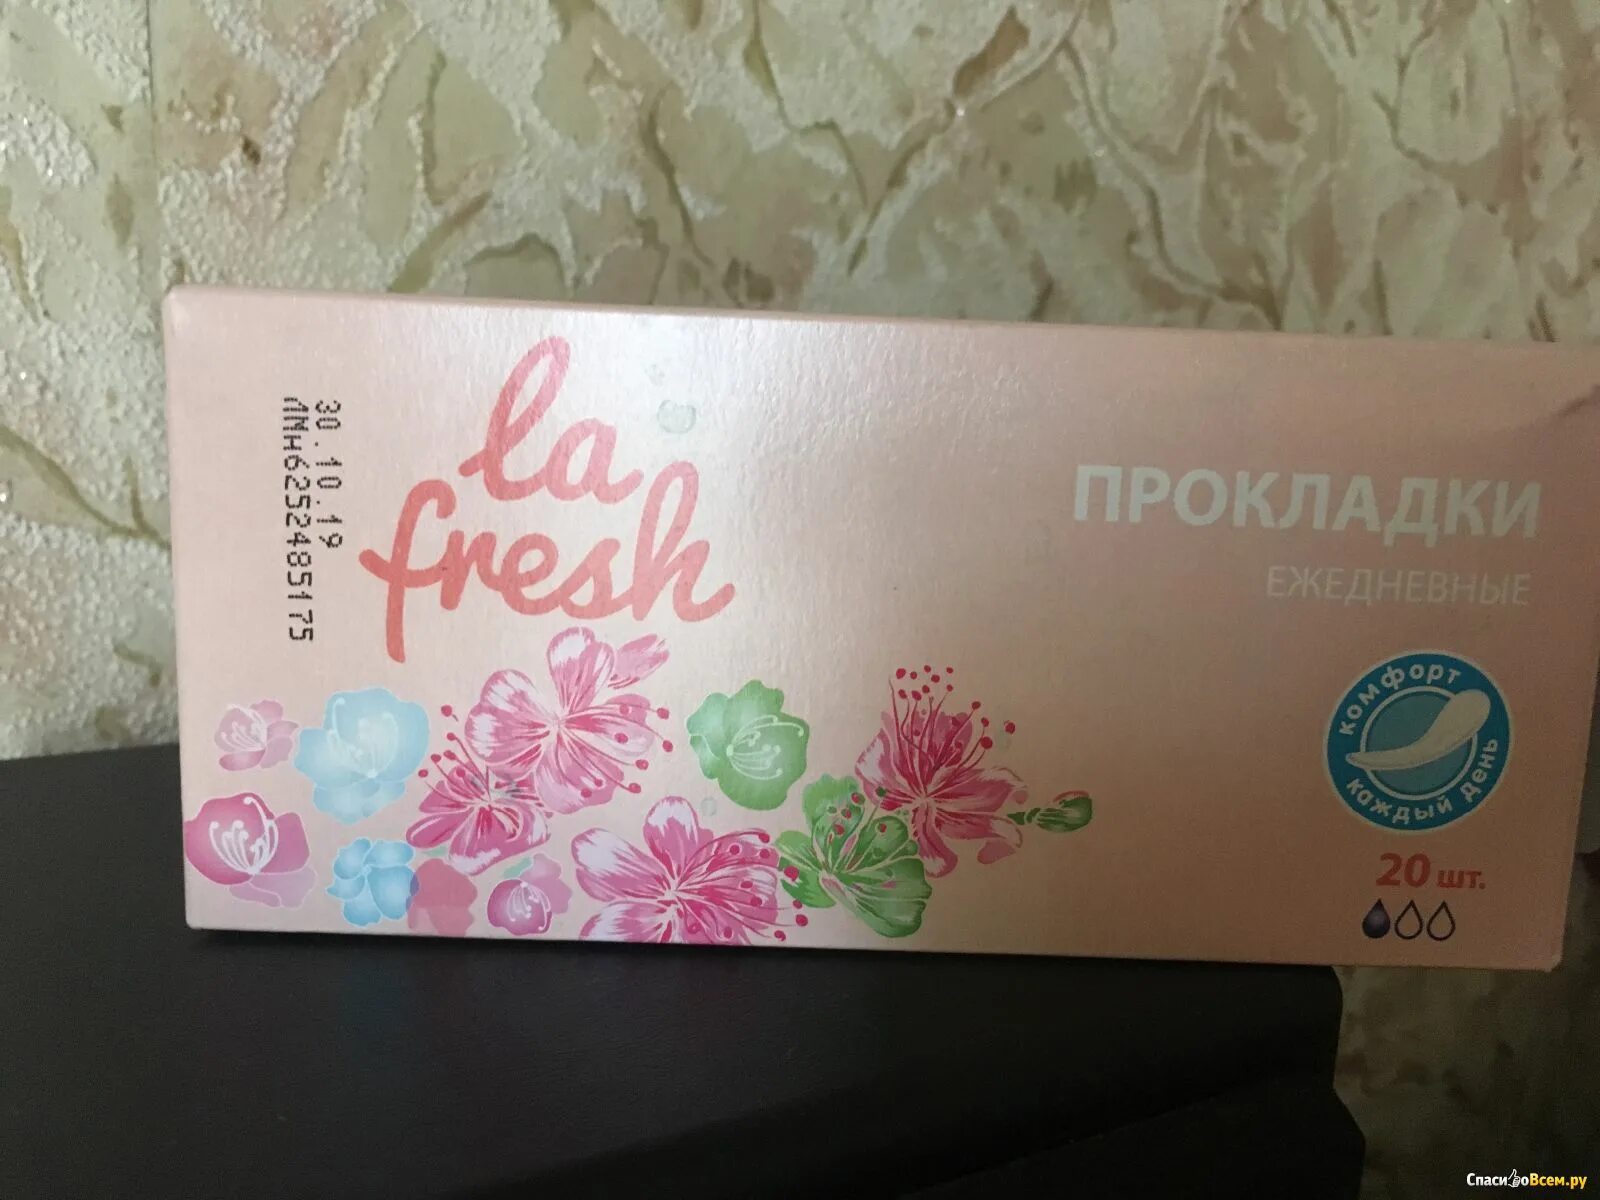 30.10.19
ЛМН6252485175
la
fresh
ПРОКЛАДКИ
ЕЖЕДНЕВНЫЕ
комфорт
каждый день
20 шт.
СпасибоВсем.ру